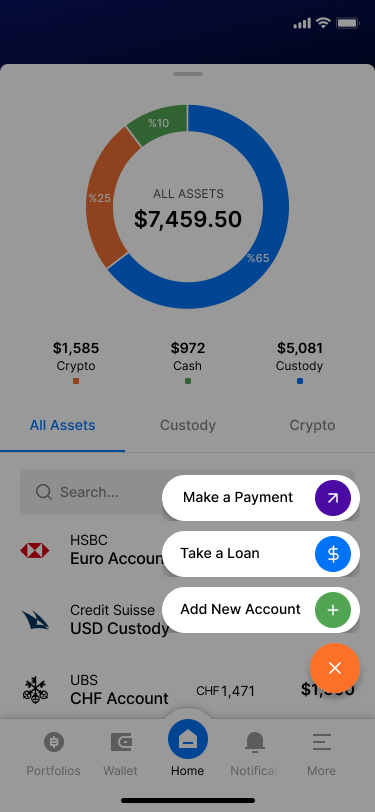 %10
%25
ALL ASSETS
$7,459.50
%65
$1,585 $972 $5,081
Crypto Cash Custody
All Assets Custody Crypto
Search...
Make a Payment
HSBC
Euro Accoun
Take a Loan
Credit Suisse
USD Custody
Add New Account
UBS
CHF Account CHF 1,471
Portfolios Wallet Home Notificat More